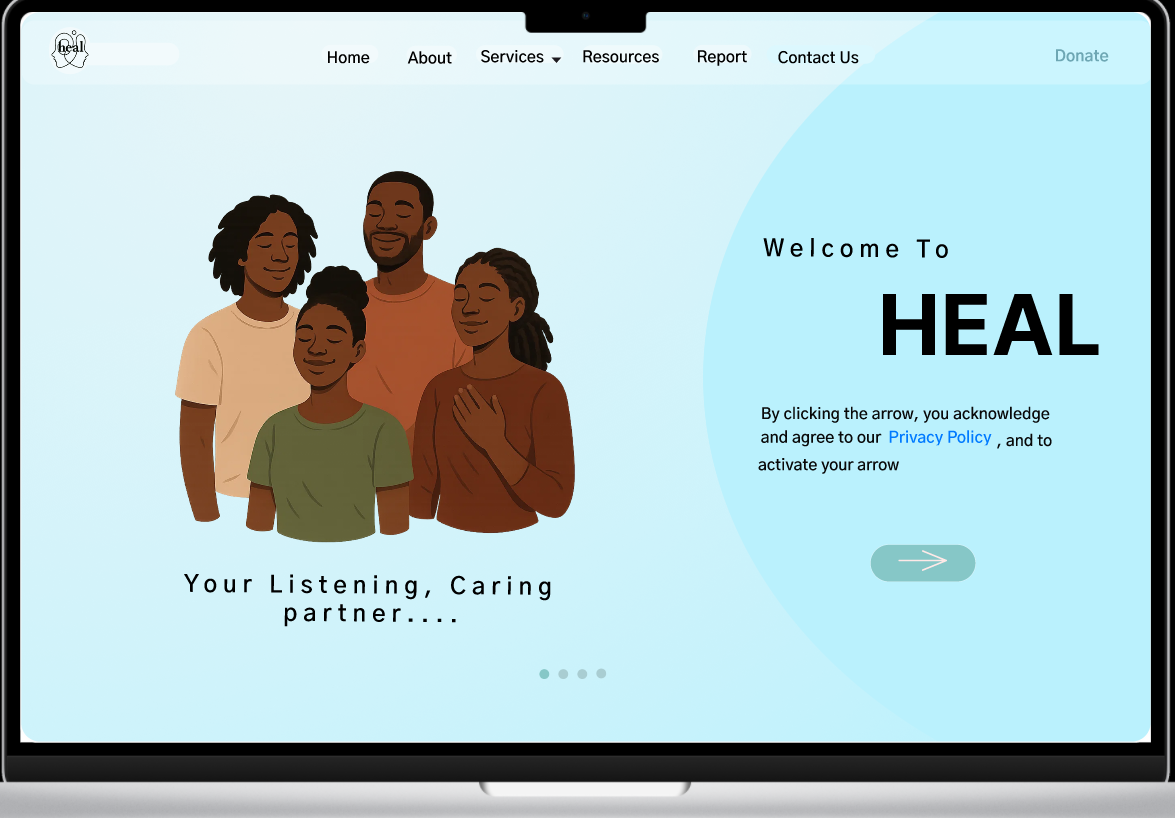 heal
Home About Services Resources Report Contact Us Donate
Welcome To
HEAL
By clicking the arrow, you acknowledge
and agree to our Privacy Policy , and to
activate your arrow
Your Listening, Caring
partner....